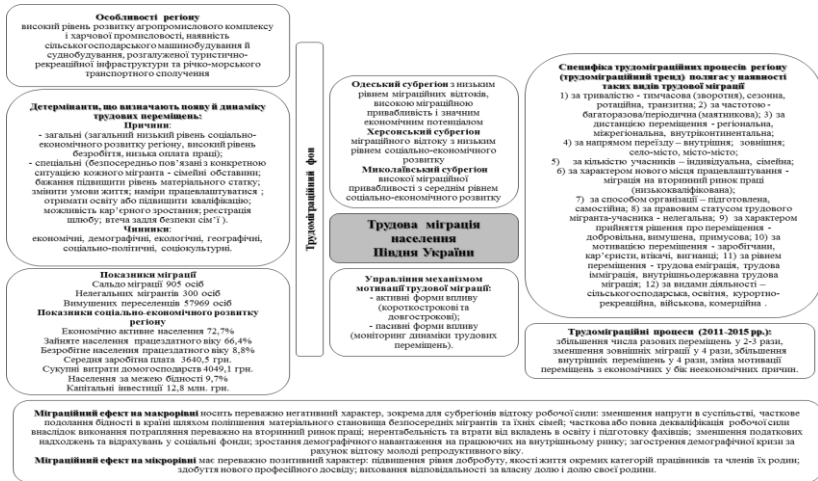 Особливості регіону
високий рівень розвитку агропромислового комплексу
і харчової промисловості, наявність
сільськогосподарського машинобудування й
суднобудування, розгалуженої туристично-
рекреаційної інфраструктури та річко-морського
транспортного сполучення
Детермінанти, що визначають появу й динаміку
трудових переміщень:
Причини:
- загальні (загальний низький рівень соціально-
економічного розвитку регіону, високий рівень
безробіття, низька оплата праці);
- спеціальні (безпосередньо пов´язані з конкретною
ситуацією кожного мігранта - сімейні обставини;
бажання підвищити рівень матеріального статку;
змінити умови життя; наміри працевлаштуватися ;
отримати освіту або підвищити кваліфікацію;
можливість кар´єрного зростання; реєстрація
шлюбу; втеча задля безпеки сім´ї ).
Чинники:
економічні, демографічні, екологічні, географічні,
соціально-політичні, соціокультурні.
Показники міграції
Сальдо міграції 905 осіб
Нелегальних мігрантів 300 осіб
Вимушених переселенців 57969 осіб
Показники соціально-економічного розвитку
регіону
Економічно активне населення 72,7%
Зайняте населення працездатного віку 66,4%
Безробітне населення працездатного віку 8,8%
Середня заробітна плата 3640,5 грн.
Сукупні витрати домогосподарств 4049,1 грн.
Населення за межею бідності 9,7%
Капітальні інвестиції 12,8 млн. грн.
Трудоміграційний фон
Одеський субрегіон з низьким
рівнем міграційних відтоків,
високою міграційною
привабливість і значним
економічним потенціалом
Херсонський субрегіон
міграційного відтоку з низьким
рівнем соціально-економічного
розвитку
Миколаївський субрегіон
високої міграційної
привабливості з середнім рівнем
соціально-економічного розвитку
Трудова міграція
населення
Півдня України
Управління механізмом
мотивації трудової міграції:
- активні форми впливу
(короткострокові та
довгострокові);
- пасивні форми впливу
(моніторинг динаміки трудових
переміщень).
Специфіка трудоміграційних процесів регіону
(трудоміграційний тренд) полягає у наявності
таких видів трудової міграції
1) за тривалістю - тимчасова (зворотня), сезонна,
ротаційна, транзитна; 2) за частотою -
багаторазова/періодична (маятникова); 3) за
дистанцією переміщення - регіональна,
міжрегіональна, внутріконтинентальна;
4) за напрямом переїзду – внутрішня; зовнішня;
село-місто, місто-місто;
5) за кількістю учасників – індивідуальна, сімейна;
6) за характером нового місця працевлаштування -
міграція на вторинний ринок праці
(низькокваліфікована);
7) за способом організації – підготовлена,
самостійна; 8) за правовим статусом трудового
мігранта-учасника - нелегальна; 9) за характером
прийняття рішення про переміщення -
добровільна, вимушена, примусова; 10) за
мотивацією переміщення - заробітчани,
кар’єристи, втікачі, вигнанці; 11) за рівнем
переміщення - трудова еміграція, трудова
імміграція, внутрішньодержавна трудова
міграція; 12) за видами діяльності –
сільськогосподарська, освітня, курортно-
рекреаційна, військова, комерційна .
Трудоміграційні процеси (2011-2015 рр.):
збільшення числа разових переміщень у 2-3 рази,
зменшення зовнішніх міграції у 4 рази, збільшення
внутрішніх переміщень у 4 рази, зміна мотивації
переміщень з економічних у бік неекономічних причин.
Міграційний ефект на макрорівні носить переважно негативний характер, зокрема для субрегіонів відтоку робочої сили: зменшення напруги в суспільстві, часткове
подолання бідності в країні шляхом поліпшення матеріального становища безпосередніх мігрантів та їхніх сімей; часткова або повна декваліфікація робочої сили
внаслідок виконання потрапляння переважно на вторинний ринок праці; нерентабельність та втрати від вкладень в освіту і підготовку фахівців; зменшення податкових
надходжень та відрахувань у соціальні фонди; зростання демографічного навантаження на працюючих на внутрішньому ринку; загострення демографічної кризи за
рахунок відтоку молоді репродуктивного віку.
Міграційний ефект на мікрорівні має переважно позитивний характер: підвищення рівня добробуту, якості життя окремих категорій працівників та членів їх родин;
здобуття нового професійного досвіду; виховання відповідальності за власну долю і долю своєї родини.